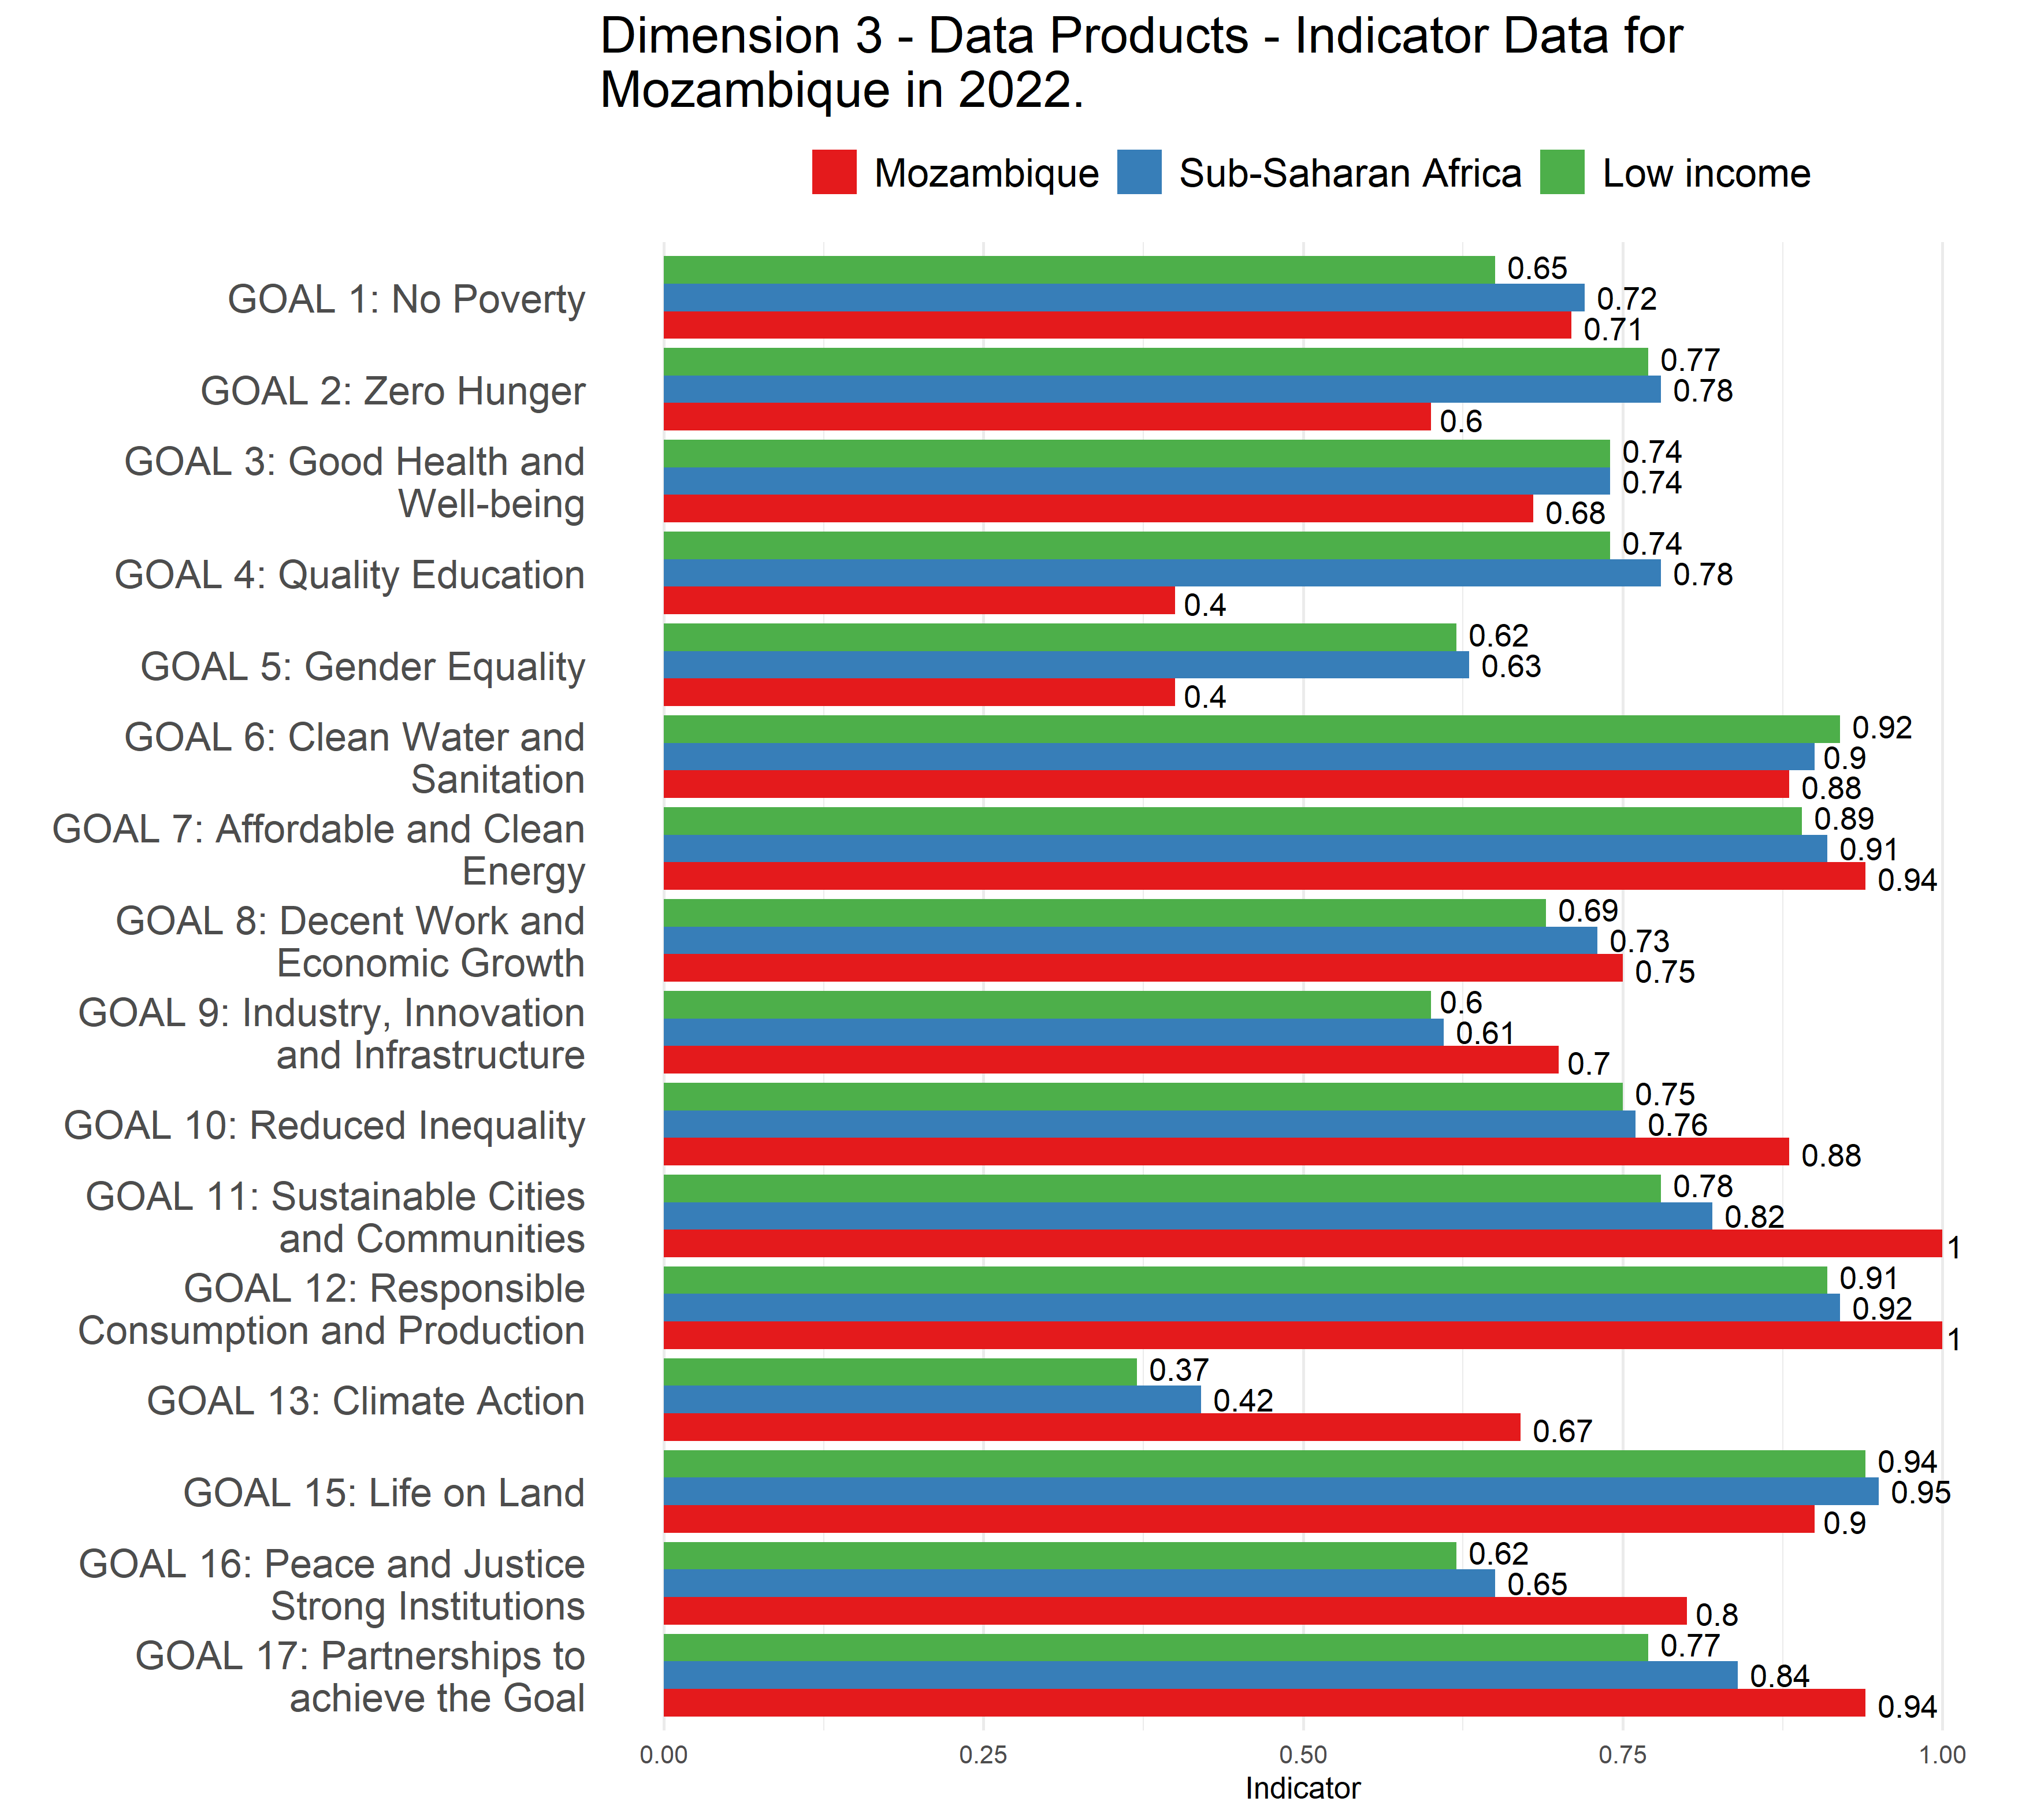 Dimension 3 - Data Products - Indicator Data for
Mozambique in 2022.
Mozambique Sub-Saharan Africa Low income
GOAL 1: No Poverty
0.65
0.72
0.71
GOAL 2: Zero Hunger
0.77
0.78
0.6
GOAL 3: Good Health and
Well-being
0.74
0.74
0.68
GOAL 4: Quality Education
0.74
0.78
0.4
GOAL 5: Gender Equality
0.62
0.63
0.4
GOAL 6: Clean Water and
Sanitation
0.92
0.9
0.88
GOAL 7: Affordable and Clean
Energy
0.89
0.91
0.94
GOAL 8: Decent Work and
Economic Growth
0.69
0.73
0.75
GOAL 9: Industry, Innovation
and Infrastructure
0.6
0.61
0.7
GOAL 10: Reduced Inequality
0.75
0.76
0.88
GOAL 11: Sustainable Cities
and Communities
0.78
0.82
1
GOAL 12: Responsible
Consumption and Production
0.91
0.92
1
GOAL 13: Climate Action
0.37
0.42
0.67
GOAL 15: Life on Land
0.94
0.95
0.9
GOAL 16: Peace and Justice
Strong Institutions
0.62
0.65
0.8
GOAL 17: Partnerships to
achieve the Goal
0.77
0.84
0.94
0.00 0.25 0.50 0.75 1.00
Indicator